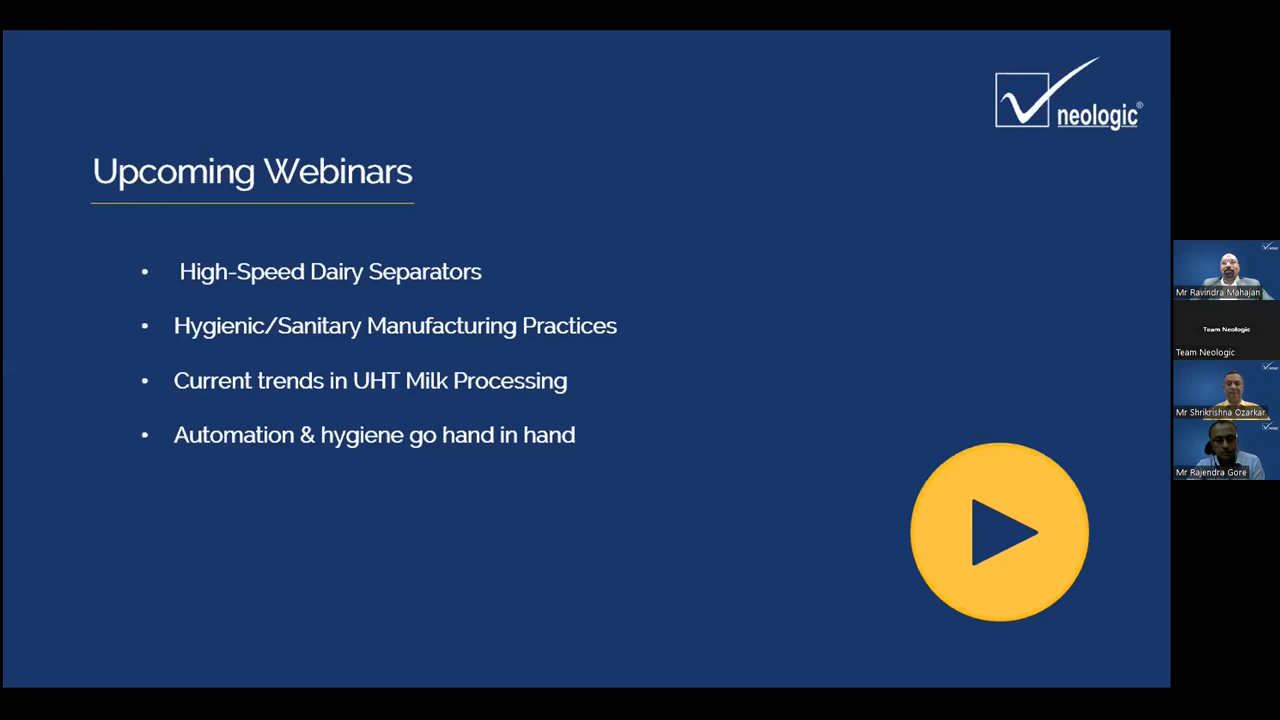 neologic®
Upcoming Webinars
• High-Speed Dairy Separators
• Hygienic/Sanitary Manufacturing Practices
• Current trends in UHT Milk Processing
• Automation & hygiene go hand in hand
Mr Ravindra Mahajan
Team Neologic
Team Neologic
Mr Shrikrishna Ozarkar
Mr Rajendra Gore